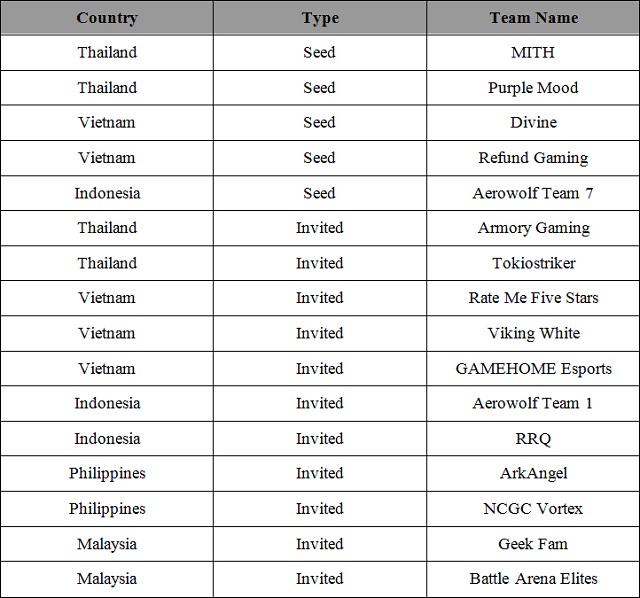 Country Type Team Name
Thailand Seed MITH
Thailand Seed Purple Mood
Vietnam Seed Divine
Vietnam Seed Refund Gaming
Indonesia Seed Aerowolf Team 7
Thailand Invited Armory Gaming
Thailand Invited Tokiostriker
Vietnam Invited Rate Me Five Stars
Vietnam Invited Viking White
Vietnam Invited GAMEHOME Esports
Indonesia Invited Aerowolf Team 1
Indonesia Invited RRQ
Philippines Invited ArkAngel
Philippines Invited NCGC Vortex
Malaysia Invited Geek Fam
Malaysia Invited Battle Arena Elites